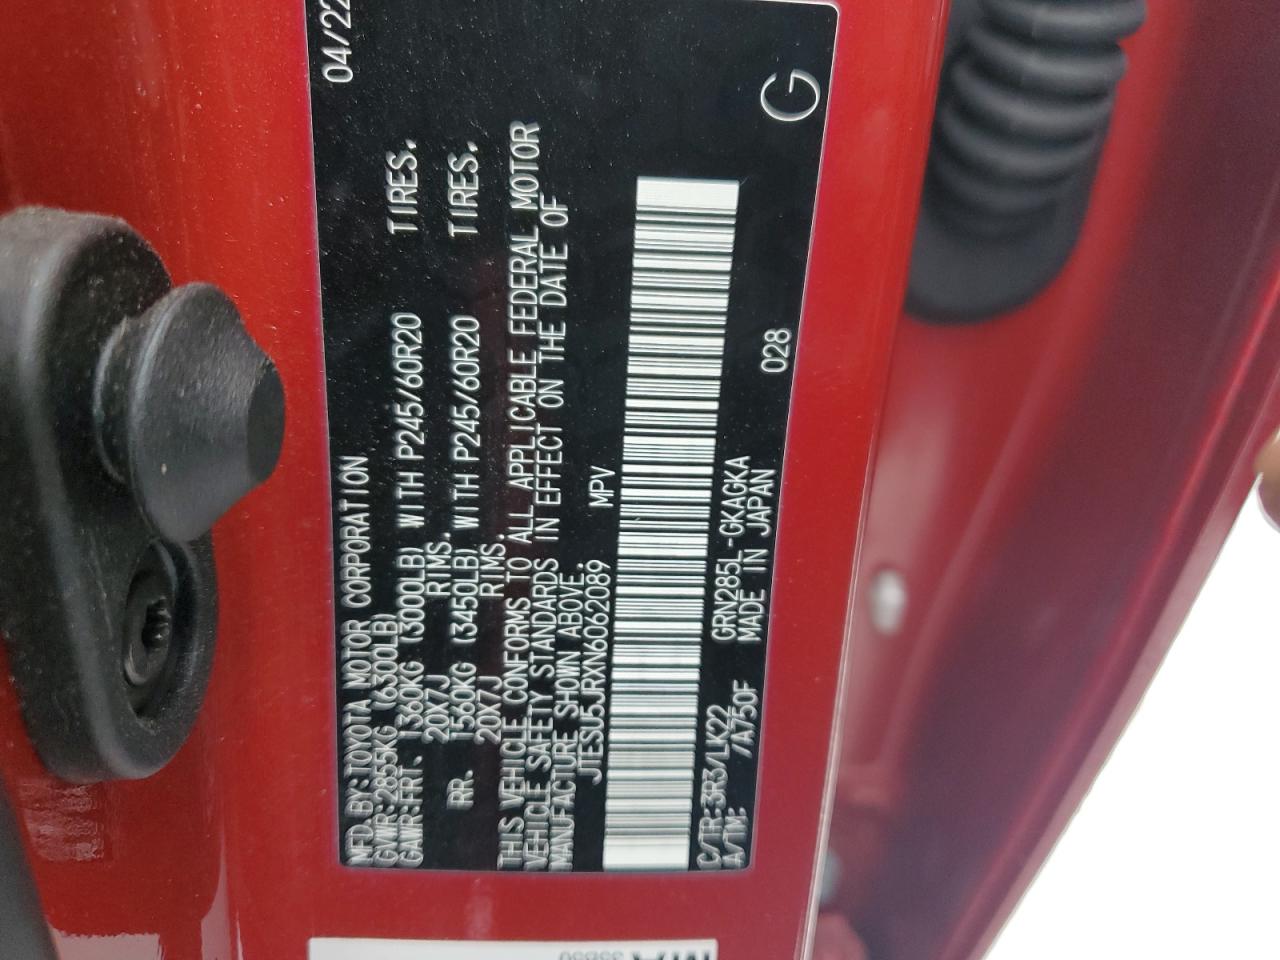 MFD.BY:TOYOTA MOTOR CORPORATION 04/22
GVWR:2855KG (6300LB)
GAWR:FRT. 1360KG (3000LB) WITH P245/60R20 TIRES.
20X7J RIMS.
RR. 1560KG (3450LB) WITH P245/60R20 TIRES.
20X7J RIMS.
THIS VEHICLE CONFORMS TO ALL APPLICABLE FEDERAL MOTOR
VEHICLE SAFETY STANDARDS IN EFFECT ON THE DATE OF
MANUFACTURE SHOWN ABOVE.
JTESU5JRXN6062089 MPV
C/TR:3R3/LK22 GRN285L-GKAGKA
A/TM: /A750F MADE IN JAPAN
028
G